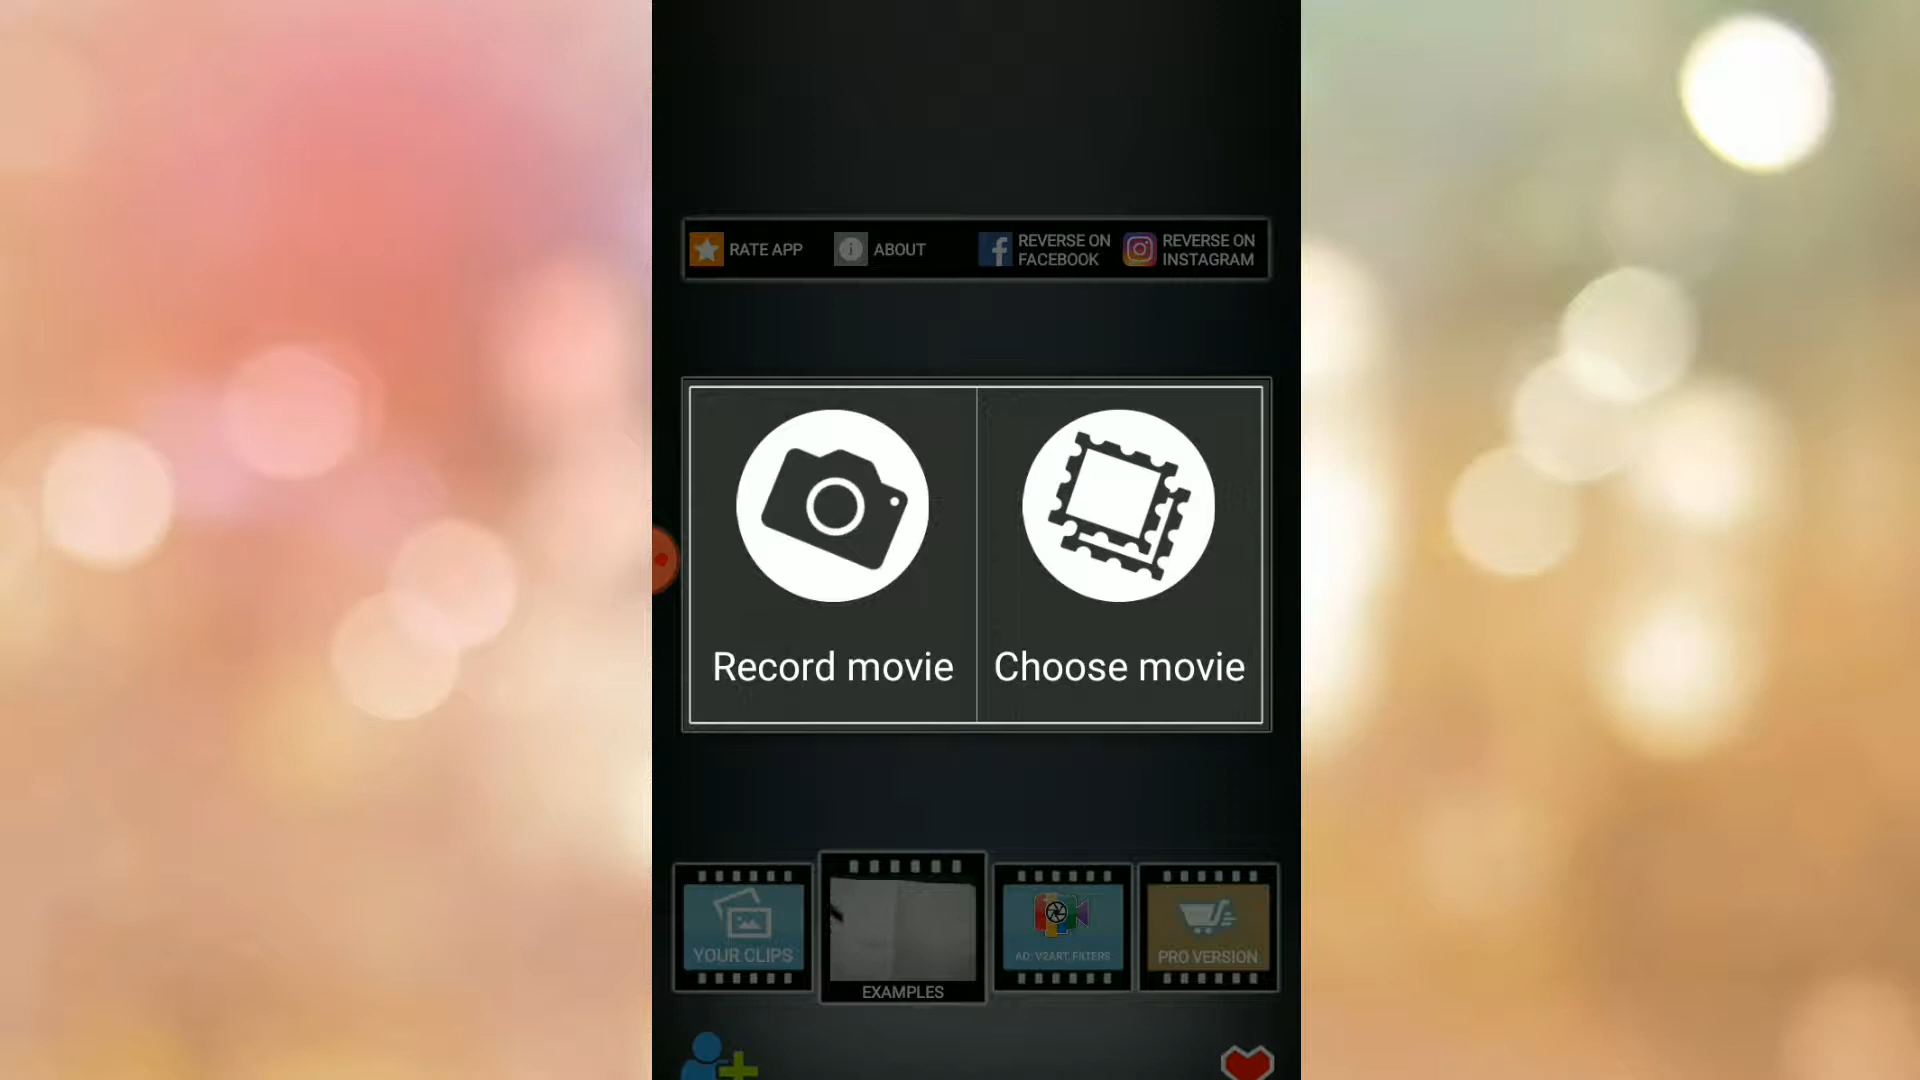 RATE APP
ABOUT
REVERSE ON
FACEBOOK
REVERSE ON
INSTAGRAM
Record movie
Choose movie
YOUR CLIPS
EXAMPLES
AD: V2ART FILTERS
PRO VERSION